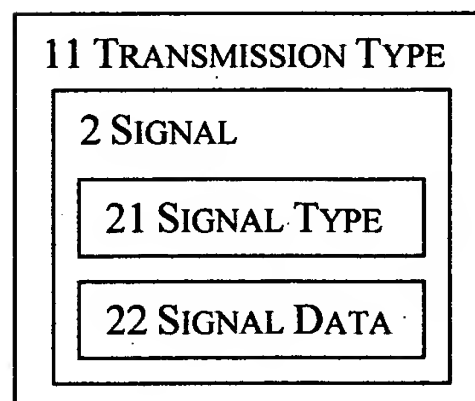 11 TRANSMISSION TYPE
2 SIGNAL
21 SIGNAL TYPE
22 SIGNAL DATA